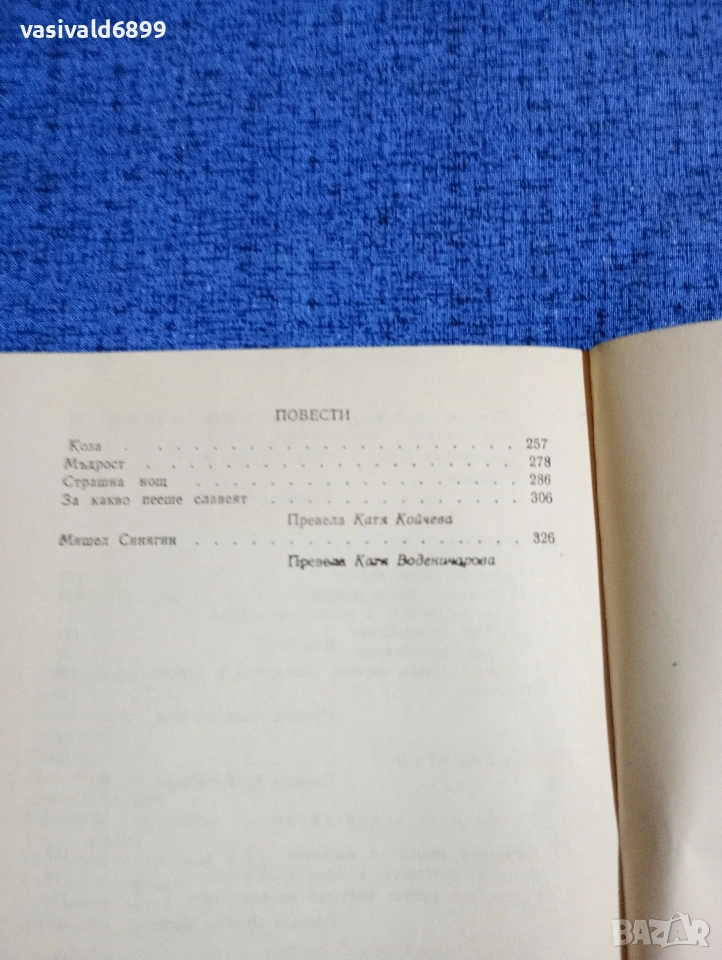 vasivald6899
ПОВЕСТИ
Коза . . . . . . . . . . . . . . . . . . . . 257
Мъдрост . . . . . . . . . . . . . . . . . . 278
Страшна нощ . . . . . . . . . . . . . . . 286
За какво пееше славеят . . . . . . . . . . . 306
Превела Катя Койчева
Мишел Синягин . . . . . . . . . . . . . . . 326
Превела Катя Воденичарова
BAZAR